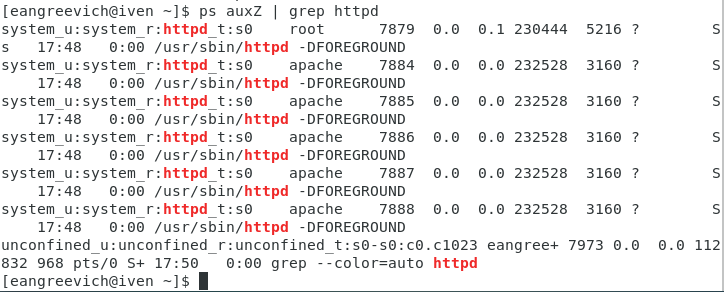 [eangreevich@iven ~]$ ps auxZ | grep httpd
system_u:system_r:httpd_t:s0    root      7879  0.0  0.1 230444  5216 ?        S
s   17:48   0:00 /usr/sbin/httpd -DFOREGROUND
system_u:system_r:httpd_t:s0    apache    7884  0.0  0.0 232528  3160 ?        S
    17:48   0:00 /usr/sbin/httpd -DFOREGROUND
system_u:system_r:httpd_t:s0    apache    7885  0.0  0.0 232528  3160 ?        S
    17:48   0:00 /usr/sbin/httpd -DFOREGROUND
system_u:system_r:httpd_t:s0    apache    7886  0.0  0.0 232528  3160 ?        S
    17:48   0:00 /usr/sbin/httpd -DFOREGROUND
system_u:system_r:httpd_t:s0    apache    7887  0.0  0.0 232528  3160 ?        S
    17:48   0:00 /usr/sbin/httpd -DFOREGROUND
system_u:system_r:httpd_t:s0    apache    7888  0.0  0.0 232528  3160 ?        S
    17:48   0:00 /usr/sbin/httpd -DFOREGROUND
unconfined_u:unconfined_r:unconfined_t:s0-s0:c0.c1023 eangree+ 7973 0.0  0.0 112
832 968 pts/0 S+ 17:50   0:00 grep --color=auto httpd
[eangreevich@iven ~]$